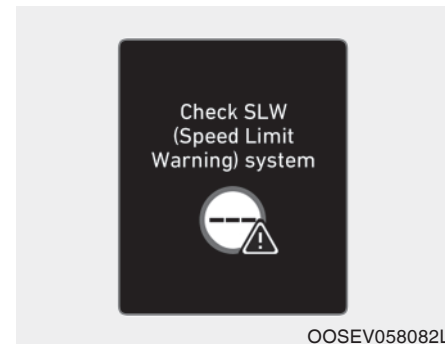 Check SLW
(Speed Limit
Warning) system
---
!
OOSEV058082L